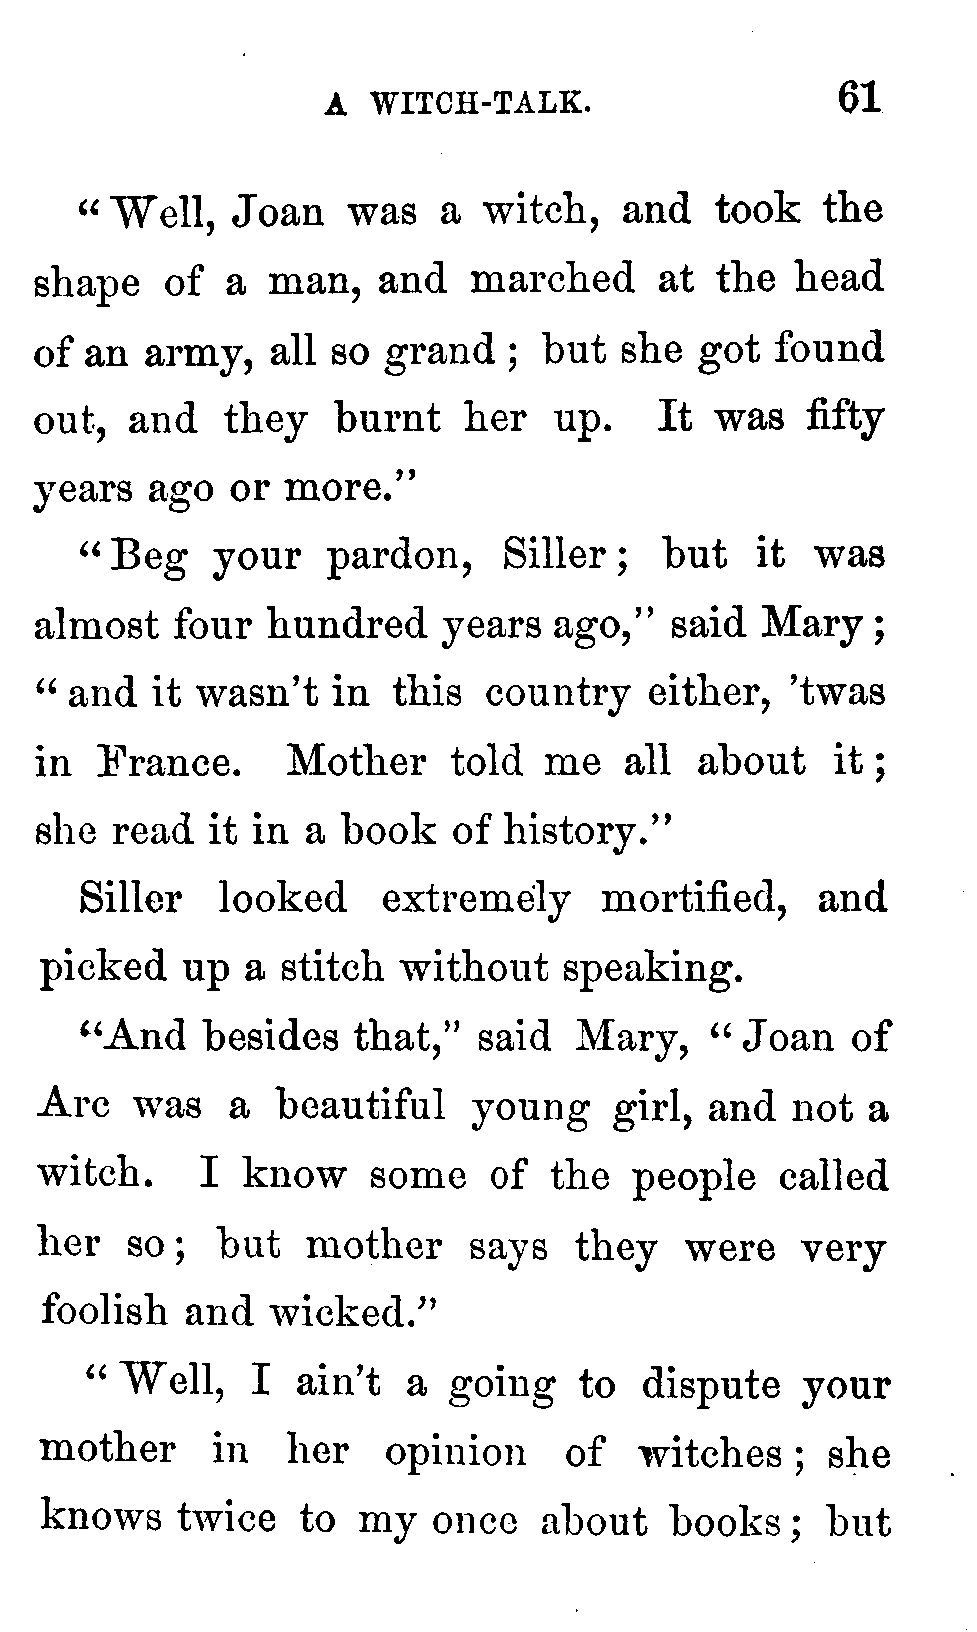 A WITCH-TALK. 61
“Well, Joan was a witch, and took the
shape of a man, and marched at the head
of an army, all so grand; but she got found
out, and they burnt her up. It was fifty
years ago or more.”
“Beg your pardon, Siller; but it was
almost four hundred years ago,” said Mary;
“and it wasn’t in this country either, ’twas
in France. Mother told me all about it;
she read it in a book of history.”
Siller looked extremely mortified, and
picked up a stitch without speaking.
“And besides that,” said Mary, “Joan of
Arc was a beautiful young girl, and not a
witch. I know some of the people called
her so; but mother says they were very
foolish and wicked.”
“Well, I ain’t a going to dispute your
mother in her opinion of witches; she
knows twice to my once about books; but